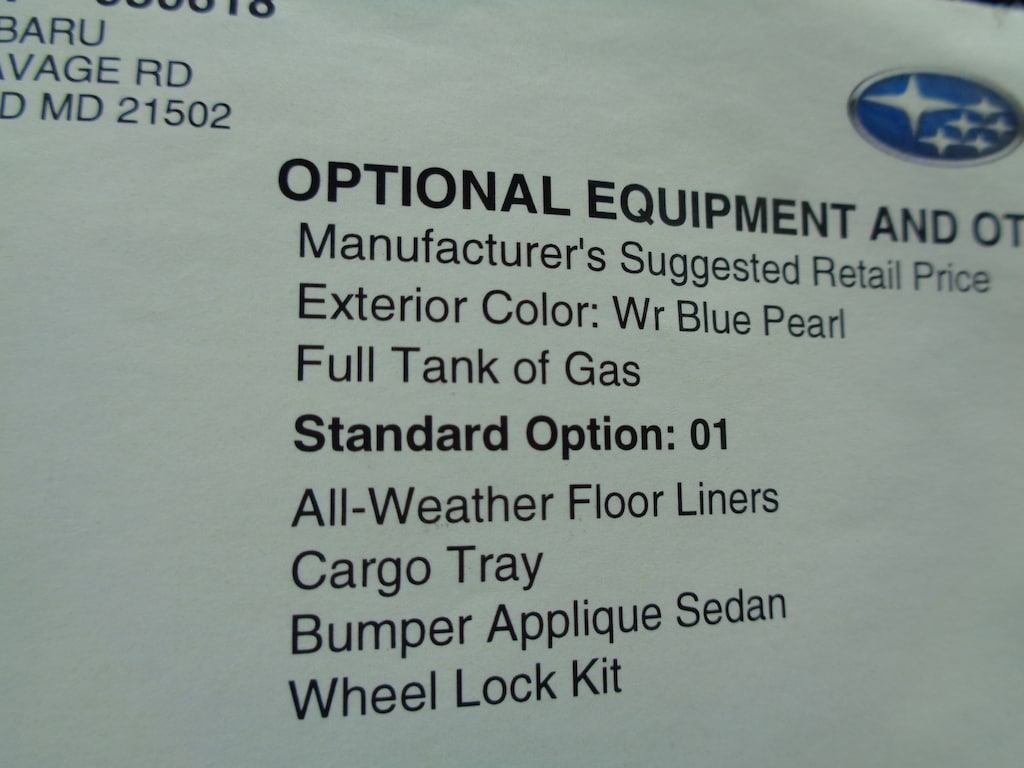 BARU
AVAGE RD
D MD 21502
OPTIONAL EQUIPMENT AND OT
Manufacturer's Suggested Retail Price
Exterior Color: Wr Blue Pearl
Full Tank of Gas
Standard Option: 01
All-Weather Floor Liners
Cargo Tray
Bumper Applique Sedan
Wheel Lock Kit